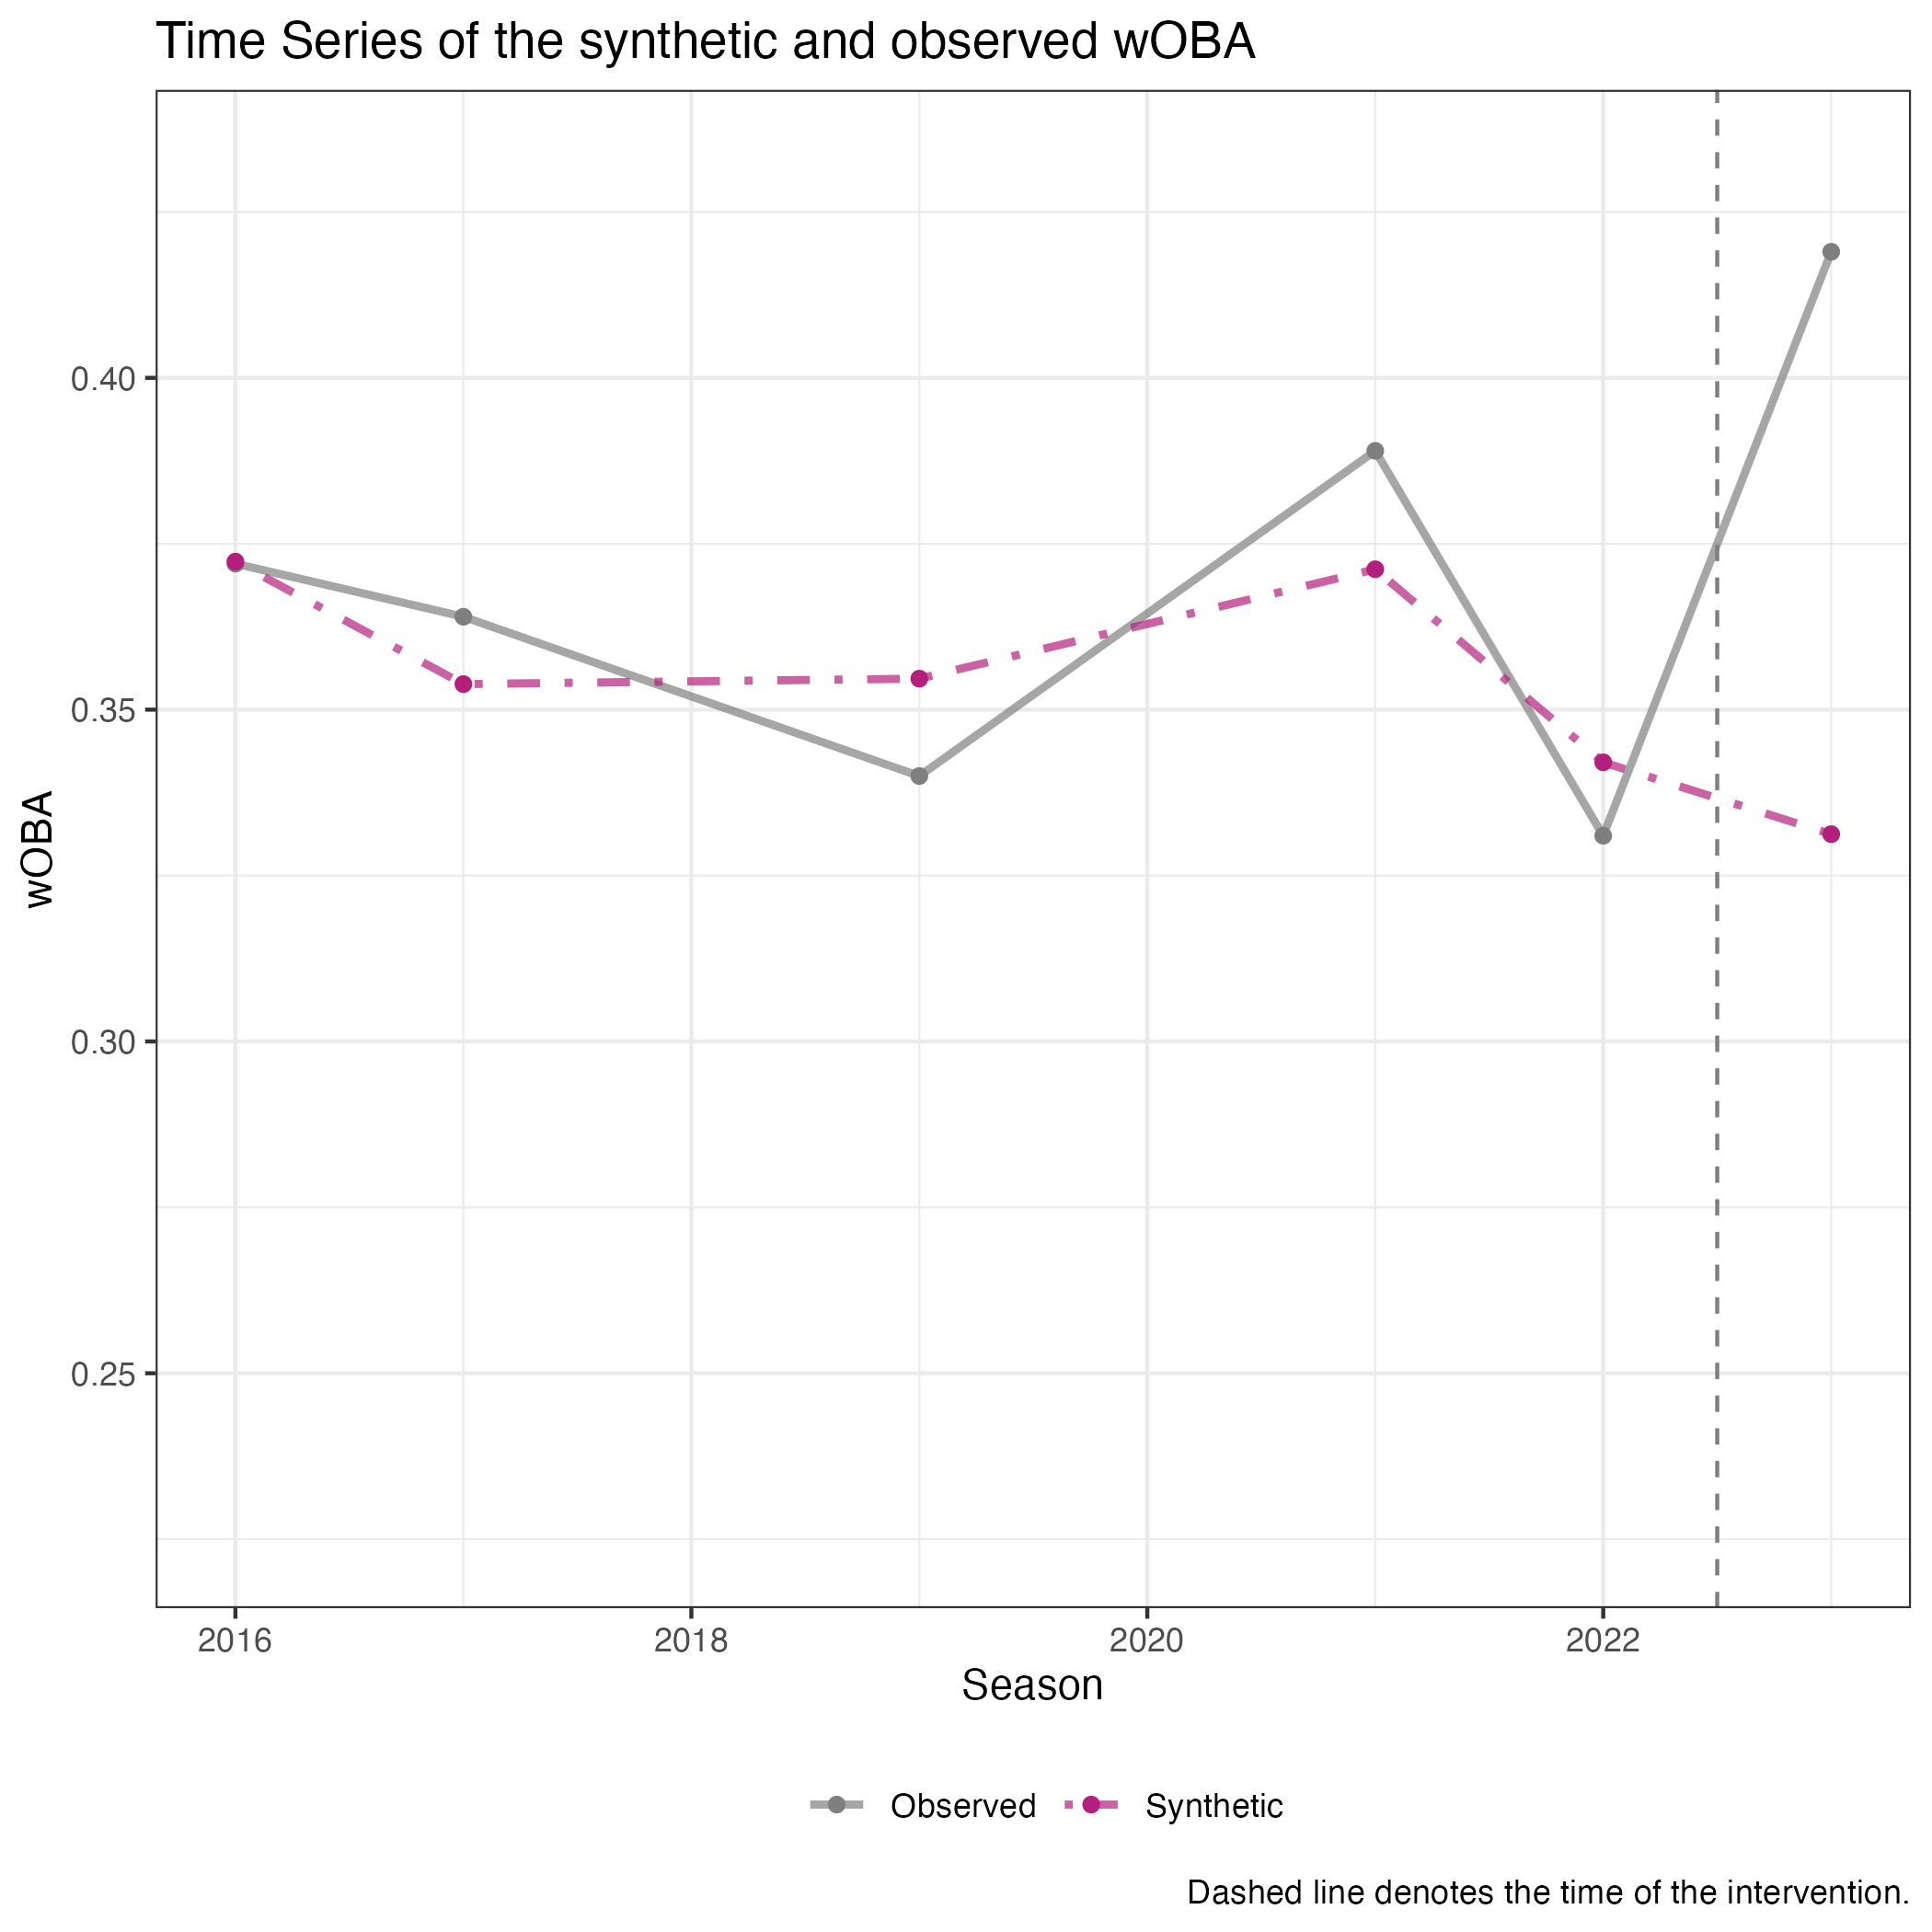 Time Series of the synthetic and observed wOBA
wOBA
0.40
0.35
0.30
0.25
2016 2018 2020 2022
Season
Observed Synthetic
Dashed line denotes the time of the intervention.